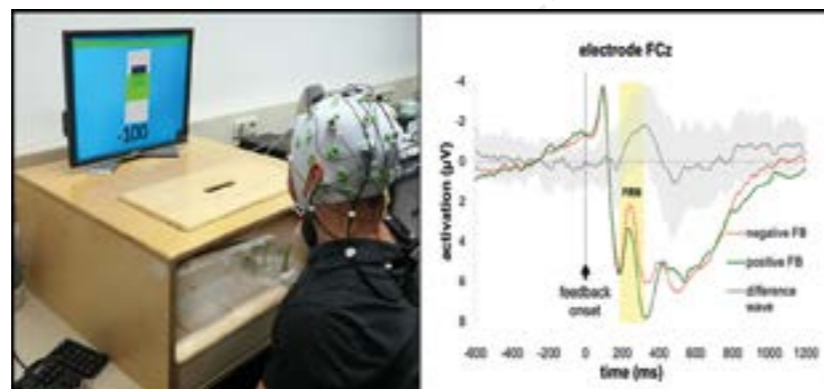 -100
electrode FCz
activation (µV)
-4
-2
0
2
4
6
8
FRN
negative FB
positive FB
difference
wave
feedback
onset
-600
-400
-200
0
200
400
600
800
1000
1200
time (ms)